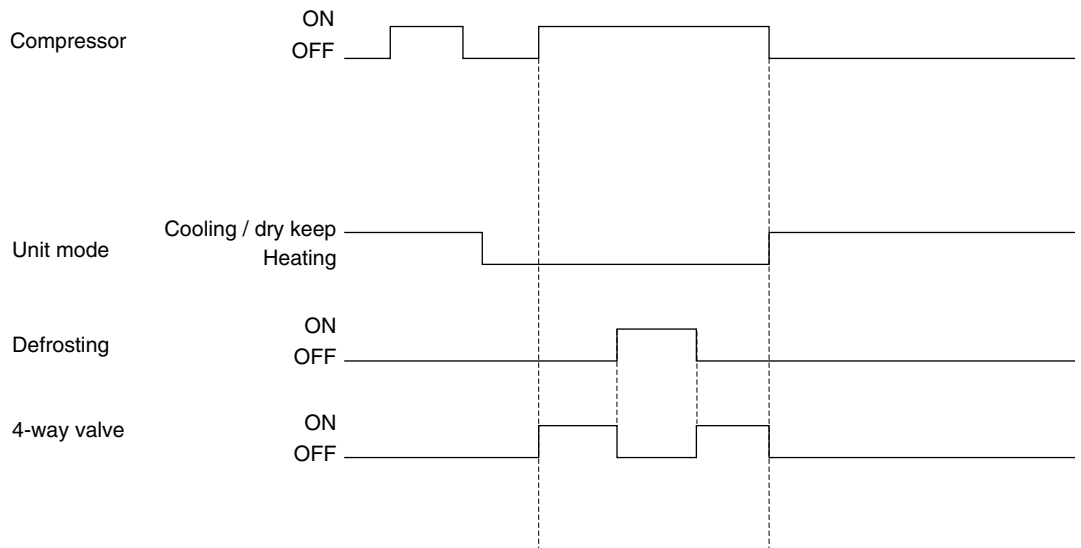 Compressor
ON
OFF
Unit mode
Cooling / dry keep
Heating
Defrosting
ON
OFF
4-way valve
ON
OFF